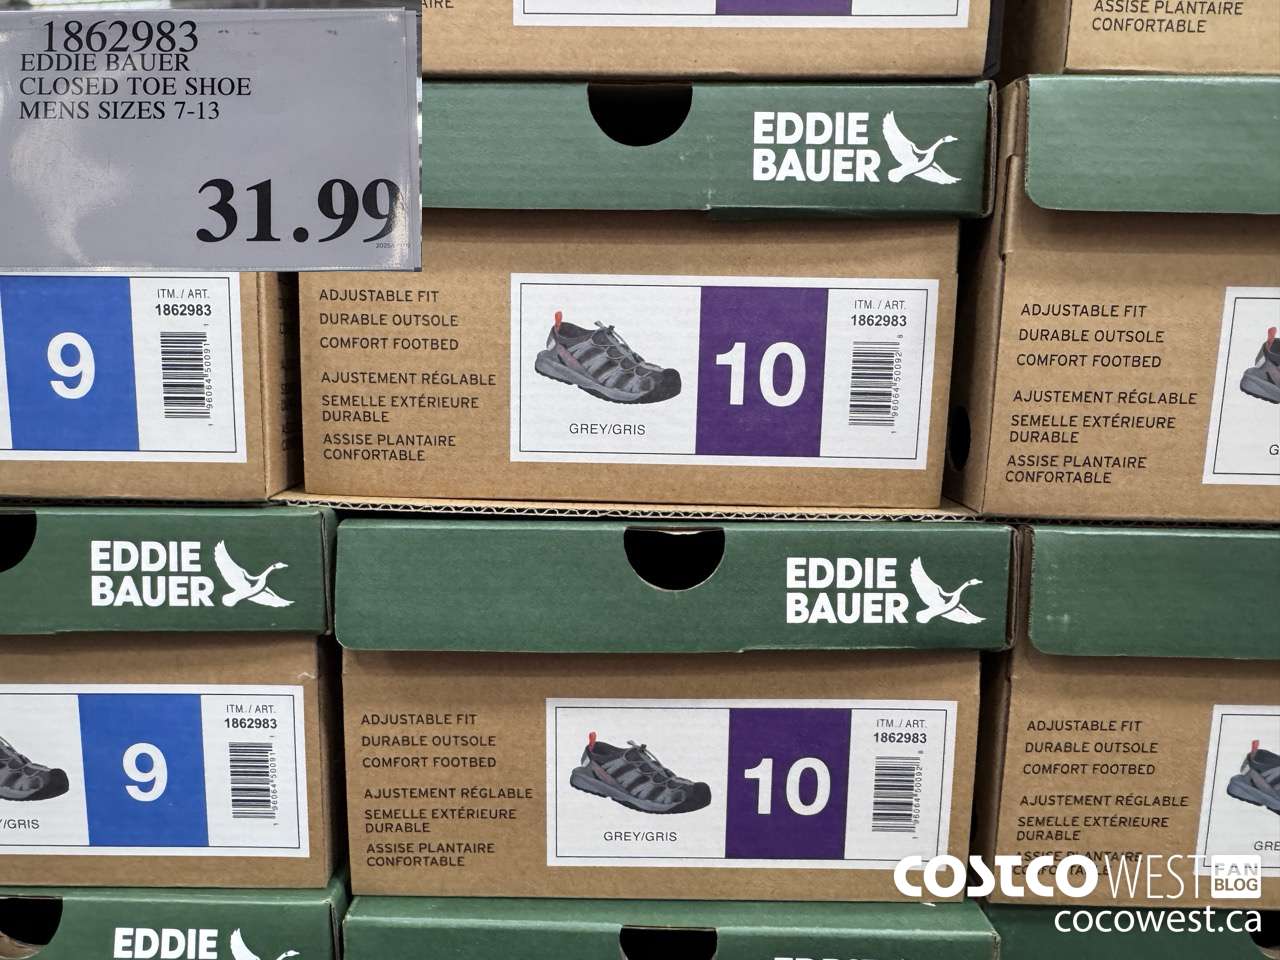 1862983
EDDIE BAUER
CLOSED TOE SHOE
MENS SIZES 7-13
31.99
ASSISE PLANTAIRE
CONFORTABLE
EDDIE
BAUER
9
ITM. / ART.
1862983
ADJUSTABLE FIT
DURABLE OUTSOLE
COMFORT FOOTBED
AJUSTEMENT RÉGLABLE
SEMELLE EXTÉRIEURE
DURABLE
ASSISE PLANTAIRE
CONFORTABLE
GREY/GRIS
10
ITM. / ART.
1862983
ADJUSTABLE FIT
DURABLE OUTSOLE
COMFORT FOOTBED
AJUSTEMENT RÉGLABLE
SEMELLE EXTÉRIEURE
DURABLE
ASSISE PLANTAIRE
CONFORTABLE
EDDIE
BAUER
EDDIE
BAUER
/GRIS
9
ITM. / ART.
1862983
ADJUSTABLE FIT
DURABLE OUTSOLE
COMFORT FOOTBED
AJUSTEMENT RÉGLABLE
SEMELLE EXTÉRIEURE
DURABLE
ASSISE PLANTAIRE
CONFORTABLE
GREY/GRIS
10
ITM. / ART.
1862983
ADJUSTABLE FIT
DURABLE OUTSOLE
COMFORT FOOTBED
AJUSTEMENT RÉGLABLE
SEMELLE EXTÉRIEURE
DURABLE
ASSISE PLANTAIRE
CONFORTABLE
GRE
EDDIE
COSTCO WEST FAN BLOG
cocowest.ca